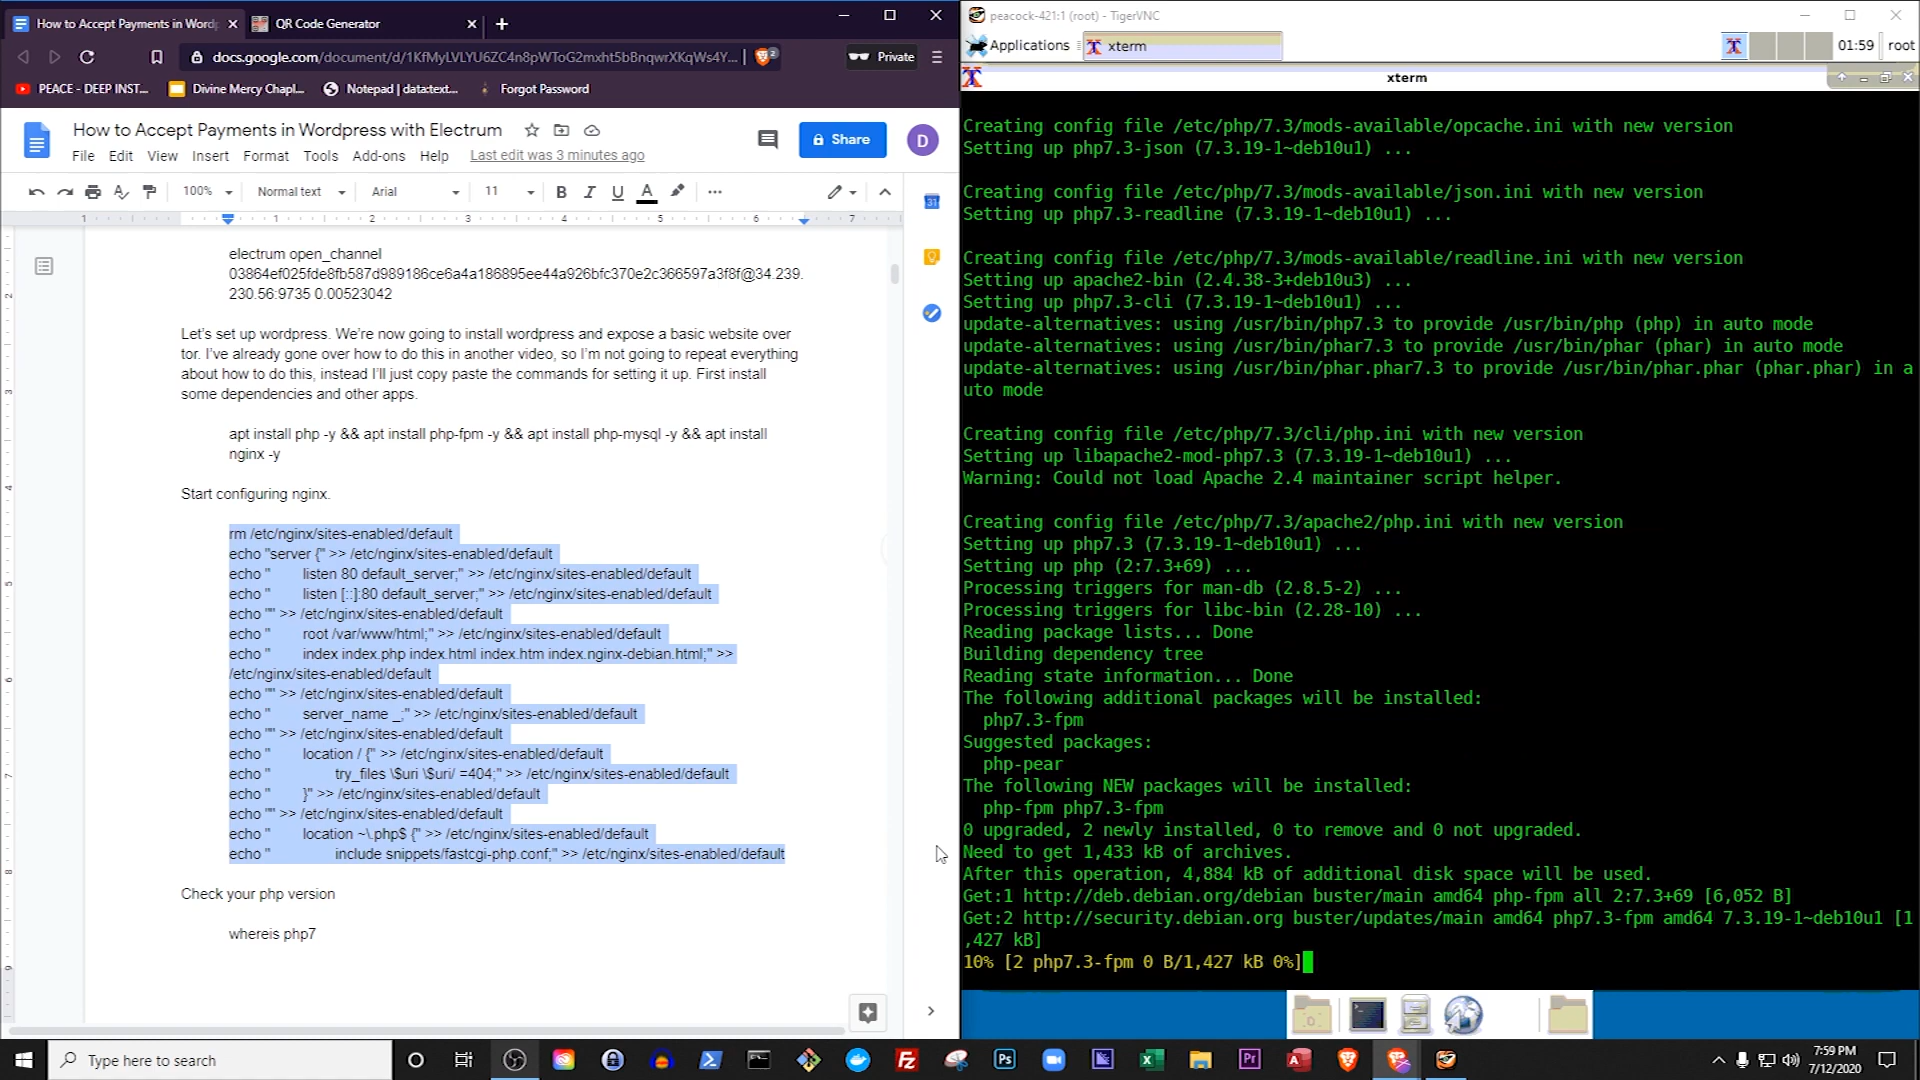 How to Accept Payments in Wordp
QR Code Generator
docs.google.com/document/d/1KfMyLVLYU6ZC4n8pWToG2mxht5bBnqwrXKqWs4Y...
2
Private
PEACE - DEEP INST...
Divine Mercy Chapl...
Notepad | datactext...
Forgot Password
How to Accept Payments in Wordpress with Electrum
Share
D
File Edit View Insert Format Tools Add-ons Help Last edit was 3 minutes ago
100% Normal text Arial 11 B I U A
1 1 2 3 4 5 6 7
31
electrum open_channel
03864ef025fde8fb587d989186ce6a4a186895ee44a926bfc370e2c366597a3f8f@34.239.
230.56:9735 0.00523042
Let's set up wordpress. We're now going to install wordpress and expose a basic website over
tor. I've already gone over how to do this in another video, so I'm not going to repeat everything
about how to do this, instead I'll just copy paste the commands for setting it up. First install
some dependencies and other apps.
apt install php -y && apt install php-fpm -y && apt install php-mysql -y && apt install
nginx -y
Start configuring nginx.
rm /etc/nginx/sites-enabled/default
echo "server {" >> /etc/nginx/sites-enabled/default
echo " listen 80 default_server;" >> /etc/nginx/sites-enabled/default
echo " listen [::]:80 default_server;" >> /etc/nginx/sites-enabled/default
echo "" >> /etc/nginx/sites-enabled/default
echo " root /var/www/html;" >> /etc/nginx/sites-enabled/default
echo " index index.php index.html index.htm index.nginx-debian.html;" >>
/etc/nginx/sites-enabled/default
echo "" >> /etc/nginx/sites-enabled/default
echo " server_name _;" >> /etc/nginx/sites-enabled/default
echo "" >> /etc/nginx/sites-enabled/default
echo " location / {" >> /etc/nginx/sites-enabled/default
echo " try_files \$uri \$uri/ =404;" >> /etc/nginx/sites-enabled/default
echo " }" >> /etc/nginx/sites-enabled/default
echo "" >> /etc/nginx/sites-enabled/default
echo " location ~\.php$ {" >> /etc/nginx/sites-enabled/default
echo " include snippets/fastcgi-php.conf;" >> /etc/nginx/sites-enabled/default
Check your php version
whereis php7
peacock-421:1 (root) - TigerVNC
Applications
xterm
01:59
root
xterm
Creating config file /etc/php/7.3/mods-available/opcache.ini with new version
Setting up php7.3-json (7.3.19-1~deb10u1) ...
Creating config file /etc/php/7.3/mods-available/json.ini with new version
Setting up php7.3-readline (7.3.19-1~deb10u1) ...
Creating config file /etc/php/7.3/mods-available/readline.ini with new version
Setting up apache2-bin (2.4.38-3+deb10u3) ...
Setting up php7.3-cli (7.3.19-1~deb10u1) ...
update-alternatives: using /usr/bin/php7.3 to provide /usr/bin/php (php) in auto mode
update-alternatives: using /usr/bin/phar7.3 to provide /usr/bin/phar (phar) in auto mode
update-alternatives: using /usr/bin/phar.phar7.3 to provide /usr/bin/phar.phar (phar.phar) in a
uto mode
Creating config file /etc/php/7.3/cli/php.ini with new version
Setting up libapache2-mod-php7.3 (7.3.19-1~deb10u1) ...
Warning: Could not load Apache 2.4 maintainer script helper.
Creating config file /etc/php/7.3/apache2/php.ini with new version
Setting up php7.3 (7.3.19-1~deb10u1) ...
Setting up php (2:7.3+69) ...
Processing triggers for man-db (2.8.5-2) ...
Processing triggers for libc-bin (2.28-10) ...
Reading package lists... Done
Building dependency tree
Reading state information... Done
The following additional packages will be installed:
php7.3-fpm
Suggested packages:
php-pear
The following NEW packages will be installed:
php-fpm php7.3-fpm
0 upgraded, 2 newly installed, 0 to remove and 0 not upgraded.
Need to get 1,433 kB of archives.
After this operation, 4,884 kB of additional disk space will be used.
Get:1 http://deb.debian.org/debian buster/main amd64 php-fpm all 2:7.3+69 [6,052 B]
Get:2 http://security.debian.org buster/updates/main amd64 php7.3-fpm amd64 7.3.19-1~deb10u1 [1
,427 kB]
10% [2 php7.3-fpm 0 B/1,427 kB 0%]
Type here to search
Ps
Pr
7:59 PM
7/12/2020